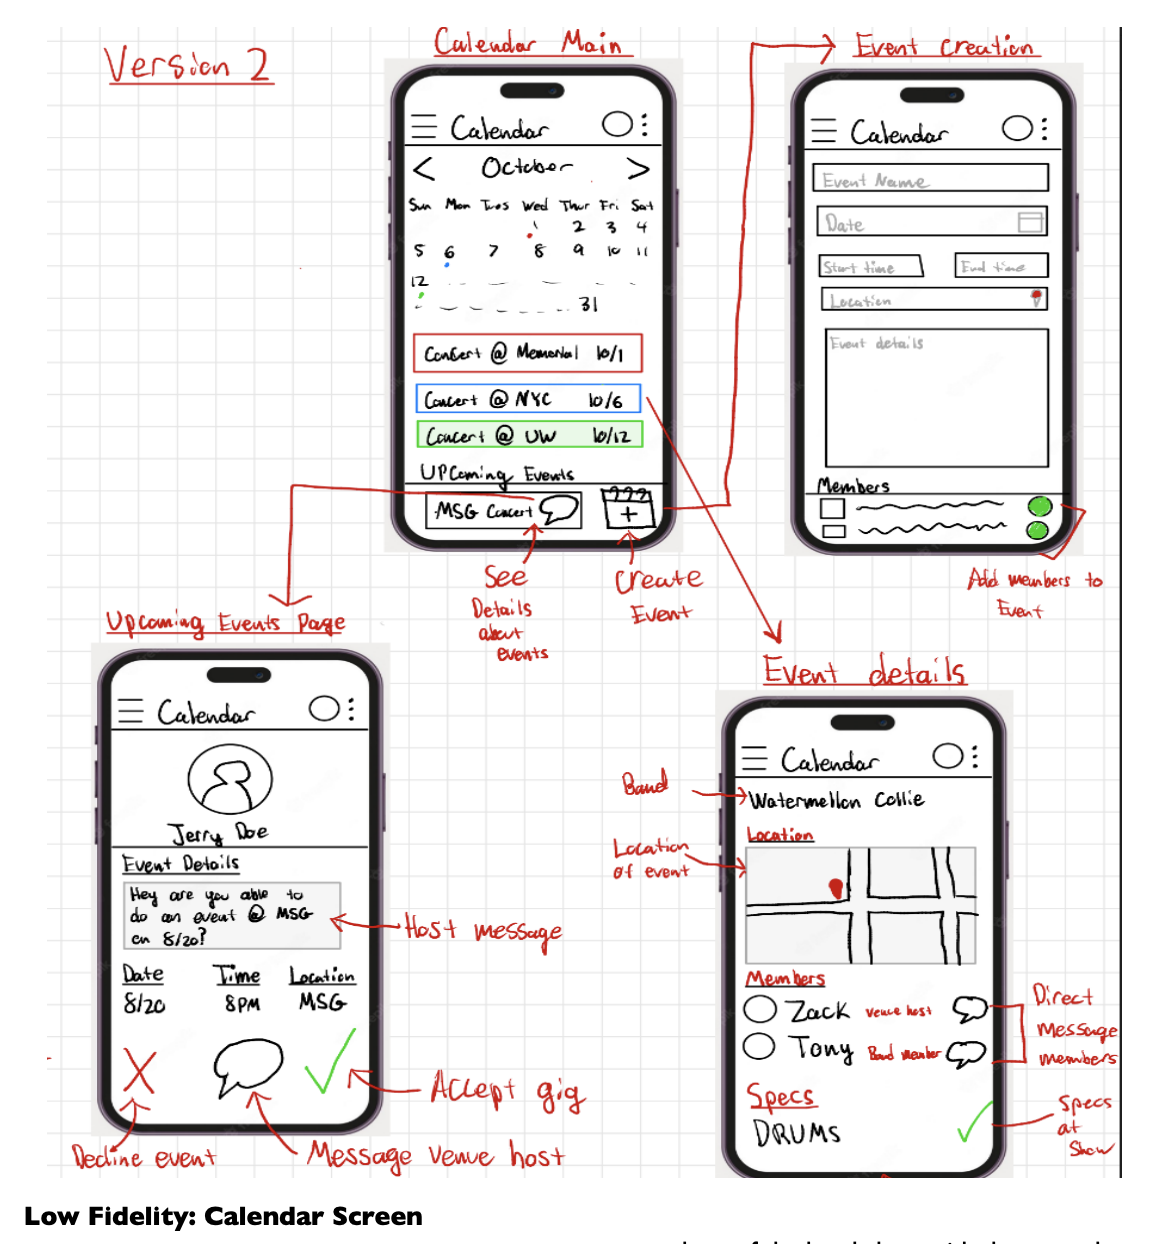 Version 2
Calendar Main
Calendar
< October >
Sun Mon Tues Wed Thur Fri Sat
1 2 3 4
5 6 7 8 9 10 11
12
31
Concert @ Memorial 10/1
Concert @ NYC 10/6
Concert @ UW 10/12
UPComing Events
MSG Concert
+
See
Details
about
events
Create
Event
Event Creation
Calendar
Event Name
Date
Start time End time
Location
Event details
Members
Add members to
Event
Upcoming Events Page
Calendar
Jerry Doe
Event Details
Hey are you able to
do an event @ MSG
on 8/20?
Host message
Date Time Location
8/20 8PM MSG
X
Accept gig
Decline event
Message Venue host
Event details
Calendar
Band
Watermellon Collie
Location
Location
of event
Members
Zack Venue host
Tony Band Member
Direct
Message
members
Specs
DRUMS
Specs
at
Show
Low Fidelity: Calendar Screen